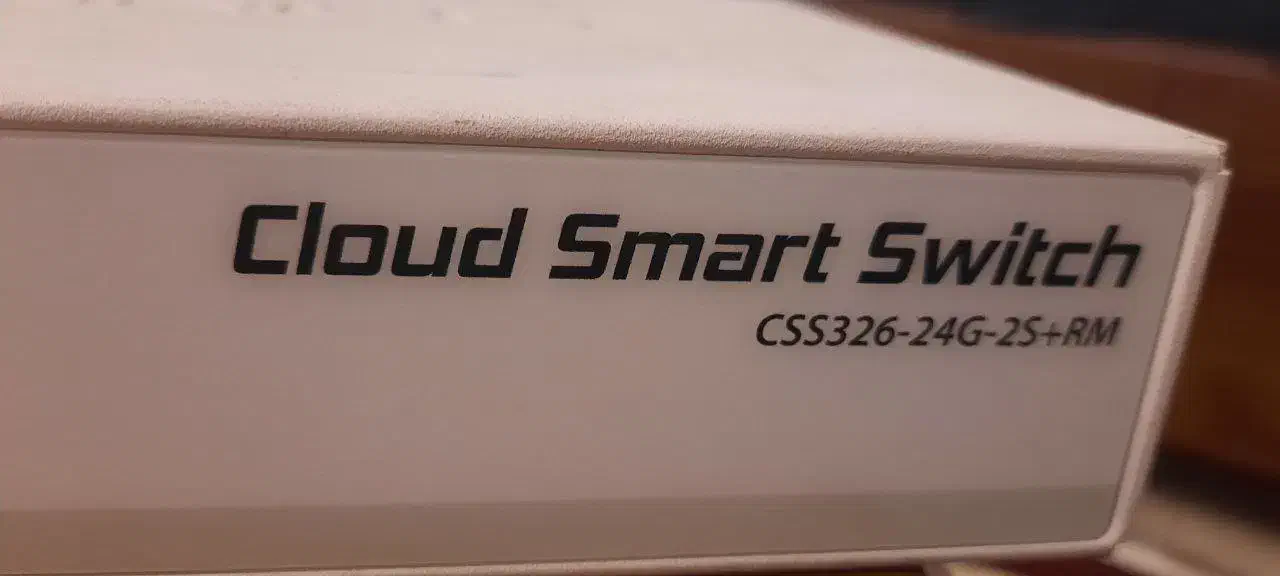 Cloud Smart Switch
CSS326-24G-2S+RM